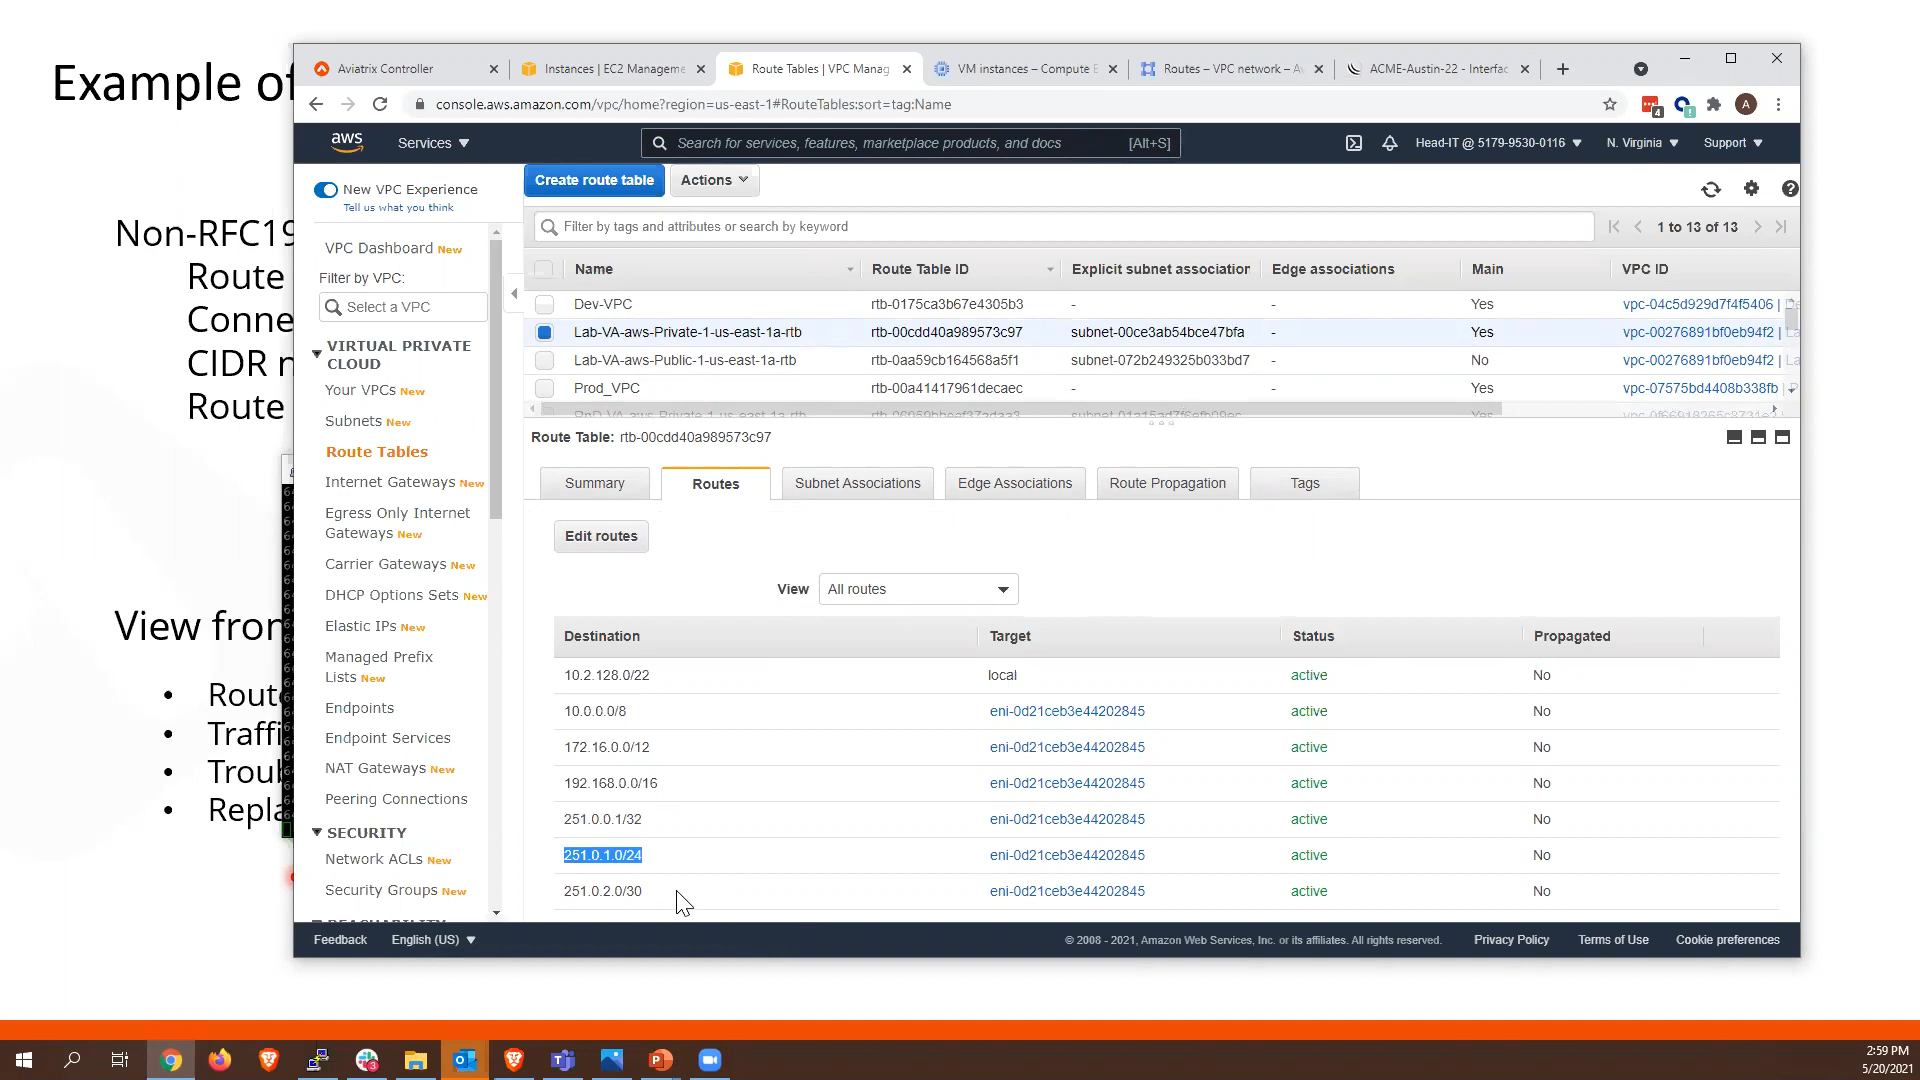 Example of
Non-RFC19
Route
Conne
CIDR n
Route
View fron
• Route
• Traffi
• Troub
• Repla
Aviatrix Controller
Instances | EC2 Manageme
Route Tables | VPC Manag
VM instances – Compute E
Routes – VPC network – Av
ACME-Austin-22 - Interfac
console.aws.amazon.com/vpc/home?region=us-east-1#RouteTables:sort=tag:Name
4
A
aws
Services
Search for services, features, marketplace products, and docs
[Alt+S]
Head-IT @ 5179-9530-0116
N. Virginia
Support
New VPC Experience
Tell us what you think
VPC Dashboard New
Filter by VPC:
Select a VPC
VIRTUAL PRIVATE
CLOUD
Your VPCs New
Subnets New
Route Tables
Internet Gateways New
Egress Only Internet
Gateways New
Carrier Gateways New
DHCP Options Sets New
Elastic IPs New
Managed Prefix
Lists New
Endpoints
Endpoint Services
NAT Gateways New
Peering Connections
SECURITY
Network ACLs New
Security Groups New
REACHABILITY
Create route table
Actions
Filter by tags and attributes or search by keyword
1 to 13 of 13
Name Route Table ID Explicit subnet association Edge associations Main VPC ID
Dev-VPC rtb-0175ca3b67e4305b3 - - Yes vpc-04c5d929d7f4f5406 | De
Lab-VA-aws-Private-1-us-east-1a-rtb rtb-00cdd40a989573c97 subnet-00ce3ab54bce47bfa - Yes vpc-00276891bf0eb94f2 | La
Lab-VA-aws-Public-1-us-east-1a-rtb rtb-0aa59cb164568a5f1 subnet-072b249325b033bd7 - No vpc-00276891bf0eb94f2 | La
Prod_VPC rtb-00a41417961decaec - - Yes vpc-07575bd4408b338fb
Route Table: rtb-00cdd40a989573c97
Summary
Routes
Subnet Associations
Edge Associations
Route Propagation
Tags
Edit routes
View All routes
Destination Target Status Propagated
10.2.128.0/22 local active No
10.0.0.0/8 eni-0d21ceb3e44202845 active No
172.16.0.0/12 eni-0d21ceb3e44202845 active No
192.168.0.0/16 eni-0d21ceb3e44202845 active No
251.0.0.1/32 eni-0d21ceb3e44202845 active No
251.0.1.0/24 eni-0d21ceb3e44202845 active No
251.0.2.0/30 eni-0d21ceb3e44202845 active No
Feedback
English (US)
© 2008 - 2021, Amazon Web Services, Inc. or its affiliates. All rights reserved.
Privacy Policy
Terms of Use
Cookie preferences
2:59 PM
5/20/2021